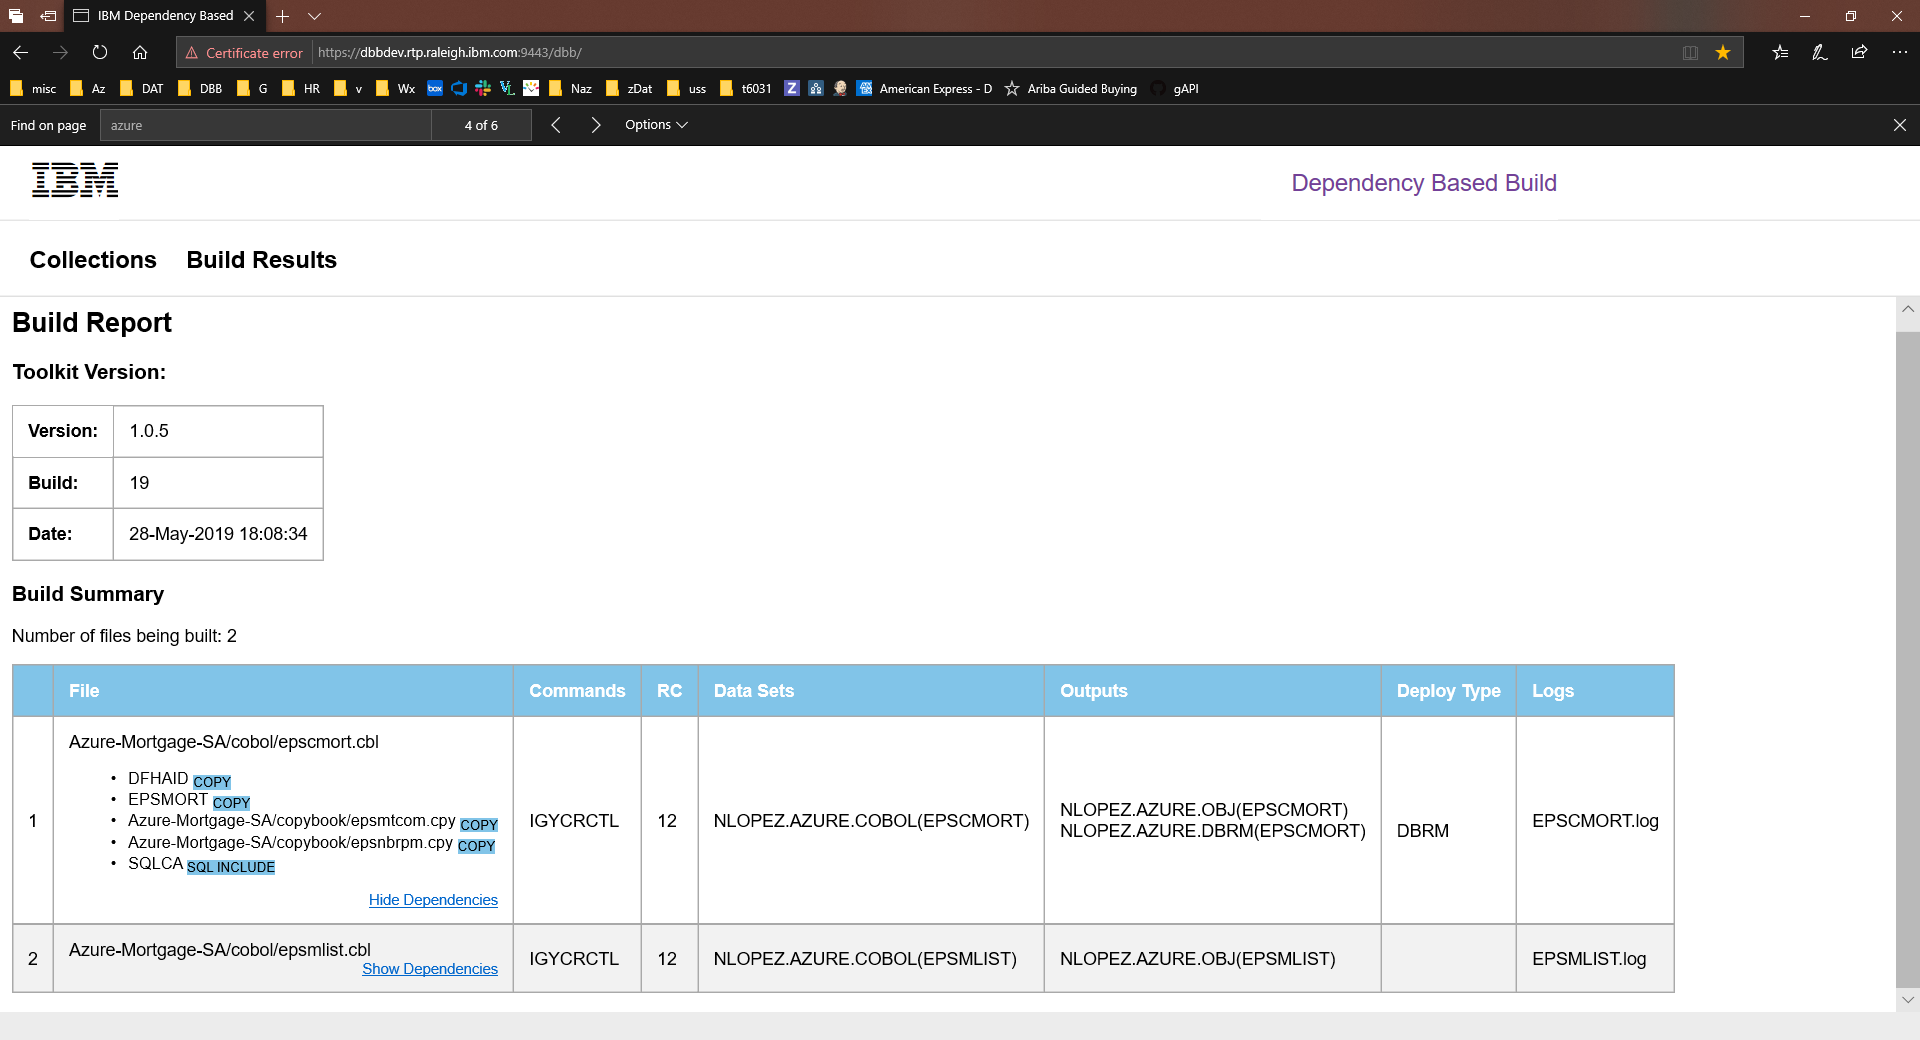 IBM Dependency Based
Certificate error https://dbbdev.rtp.raleigh.ibm.com:9443/dbb/
misc Az DAT DBB G HR v Wx box Naz zDat uss t6031 Z American Express - D Ariba Guided Buying gAPI
Find on page azure 4 of 6 Options
IBM
Dependency Based Build
Collections Build Results
Build Report
Toolkit Version:
Version: 1.0.5
Build: 19
Date: 28-May-2019 18:08:34
Build Summary
Number of files being built: 2
File Commands RC Data Sets Outputs Deploy Type Logs
Azure-Mortgage-SA/cobol/epscmort.cbl
• DFHAID COPY
• EPSMORT COPY
• Azure-Mortgage-SA/copybook/epsmtcom.cpy COPY
• Azure-Mortgage-SA/copybook/epsnbrpm.cpy COPY
• SQLCA SQL INCLUDE
Hide Dependencies
1 IGYCRCTL 12 NLOPEZ.AZURE.COBOL(EPSCMORT)
NLOPEZ.AZURE.OBJ(EPSCMORT)
NLOPEZ.AZURE.DBRM(EPSCMORT)
DBRM
EPSCMORT.log
Azure-Mortgage-SA/cobol/epsmlist.cbl
Show Dependencies
2 IGYCRCTL 12 NLOPEZ.AZURE.COBOL(EPSMLIST) NLOPEZ.AZURE.OBJ(EPSMLIST) EPSMLIST.log